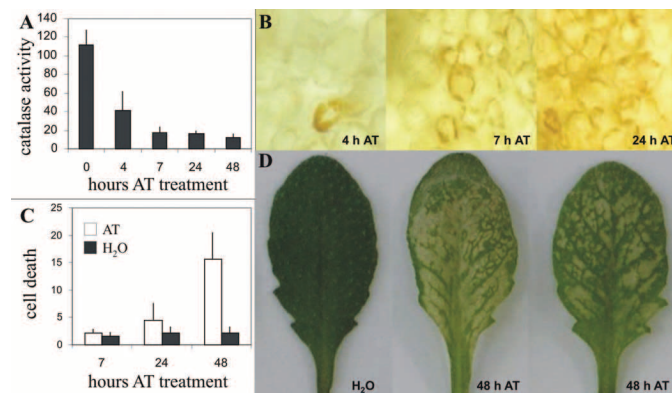 A
catalase activity
140
120
100
80
60
40
20
0
0 4 7 24 48
hours AT treatment
B
4 h AT
7 h AT
24 h AT
C
cell death
25
20
15
10
5
0
AT
H₂O
7 24 48
hours AT treatment
D
H₂O
48 h AT
48 h AT